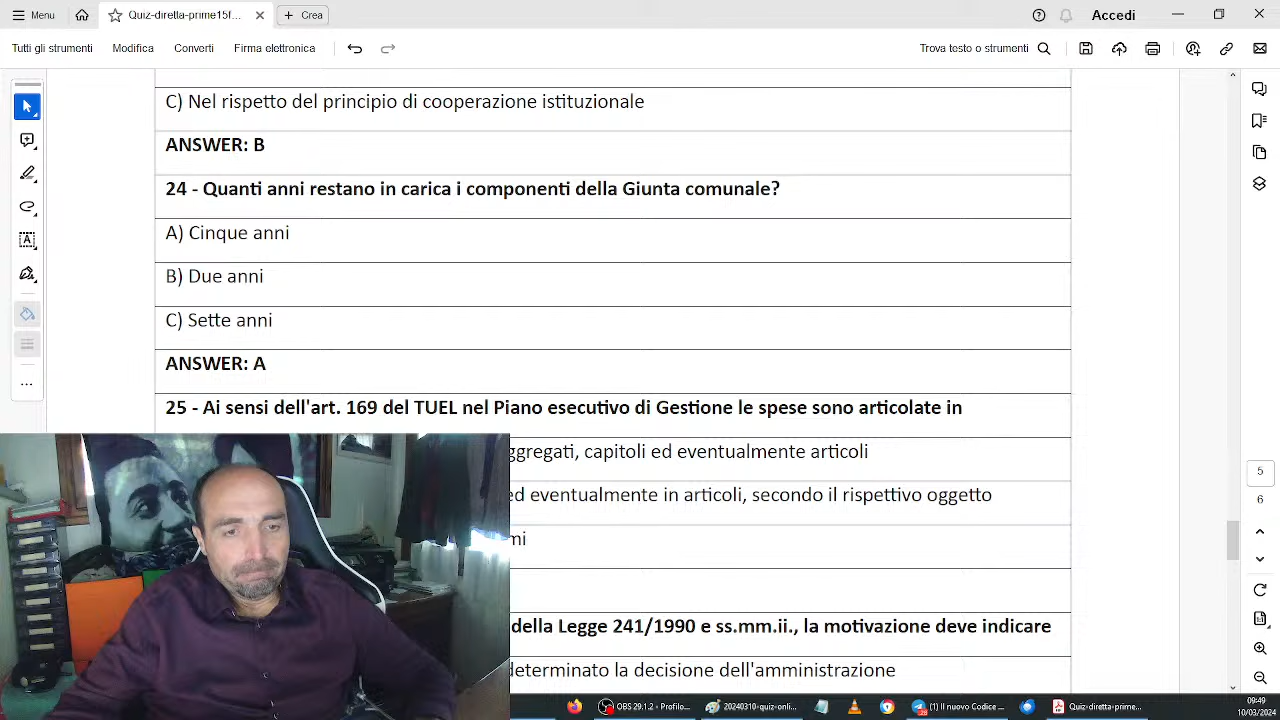 Menu
Quiz-diretta-prime15f...
Crea
Accedi
Tutti gli strumenti
Modifica
Converti
Firma elettronica
Trova testo o strumenti
C) Nel rispetto del principio di cooperazione istituzionale
ANSWER: B
24 - Quanti anni restano in carica i componenti della Giunta comunale?
A) Cinque anni
B) Due anni
C) Sette anni
ANSWER: A
25 - Ai sensi dell'art. 169 del TUEL nel Piano esecutivo di Gestione le spese sono articolate in
ggregati, capitoli ed eventualmente articoli
ed eventualmente in articoli, secondo il rispettivo oggetto
mi
della Legge 241/1990 e ss.mm.ii., la motivazione deve indicare
determinato la decisione dell'amministrazione
5
6
OBS 29.1.2 - Profilo...
20240310-quiz-onli...
(1) Il nuovo Codice ...
Quiz-diretta-prime...
09:49
10/03/2024